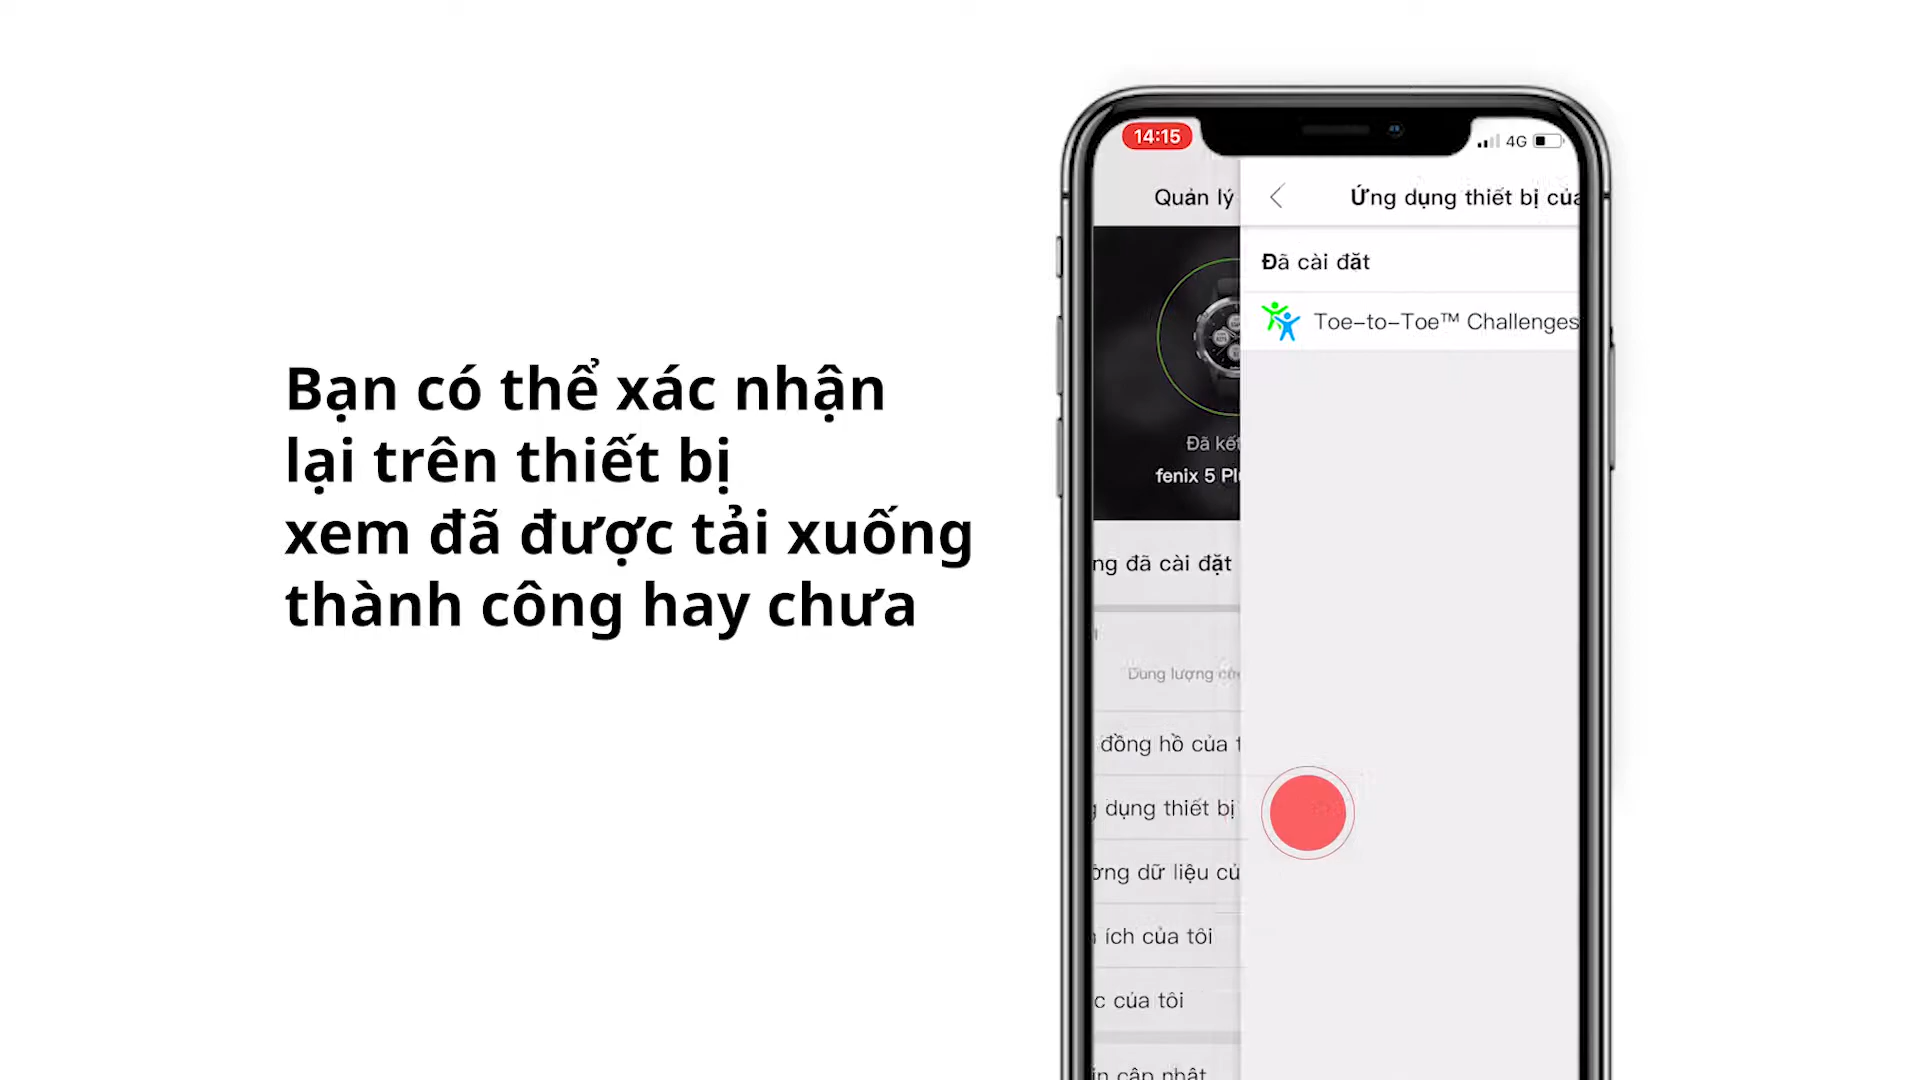 Bạn có thể xác nhận
lại trên thiết bị
xem đã được tải xuống
thành công hay chưa
14:15
4G
Quản lý
Ứng dụng thiết bị của
Đã cài đặt
Toe-to-Toe™ Challenges
Đã kết
fenix 5 Plu
ng đã cài đặt
Dung lượng
đồng hồ của t
dụng thiết bị
ờng dữ liệu củ
ích của tôi
c của tôi
in cập nhật